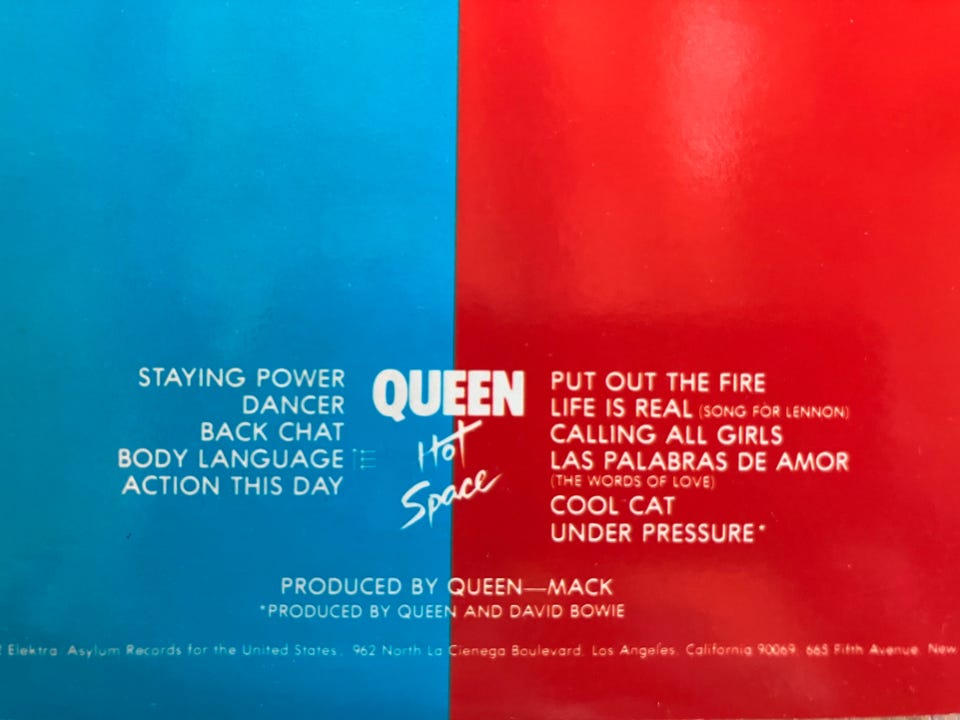 STAYING POWER
DANCER
BACK CHAT
BODY LANGUAGE
ACTION THIS DAY
QUEEN
Hot
Space
PUT OUT THE FIRE
LIFE IS REAL (SONG FOR LENNON)
CALLING ALL GIRLS
LAS PALABRAS DE AMOR
(THE WORDS OF LOVE)
COOL CAT
UNDER PRESSURE*
PRODUCED BY QUEEN—MACK
*PRODUCED BY QUEEN AND DAVID BOWIE
Elektra Asylum Records for the United States. 962 North La Cienega Boulevard, Los Angeles, California 90069. 665 Fifth Avenue, New